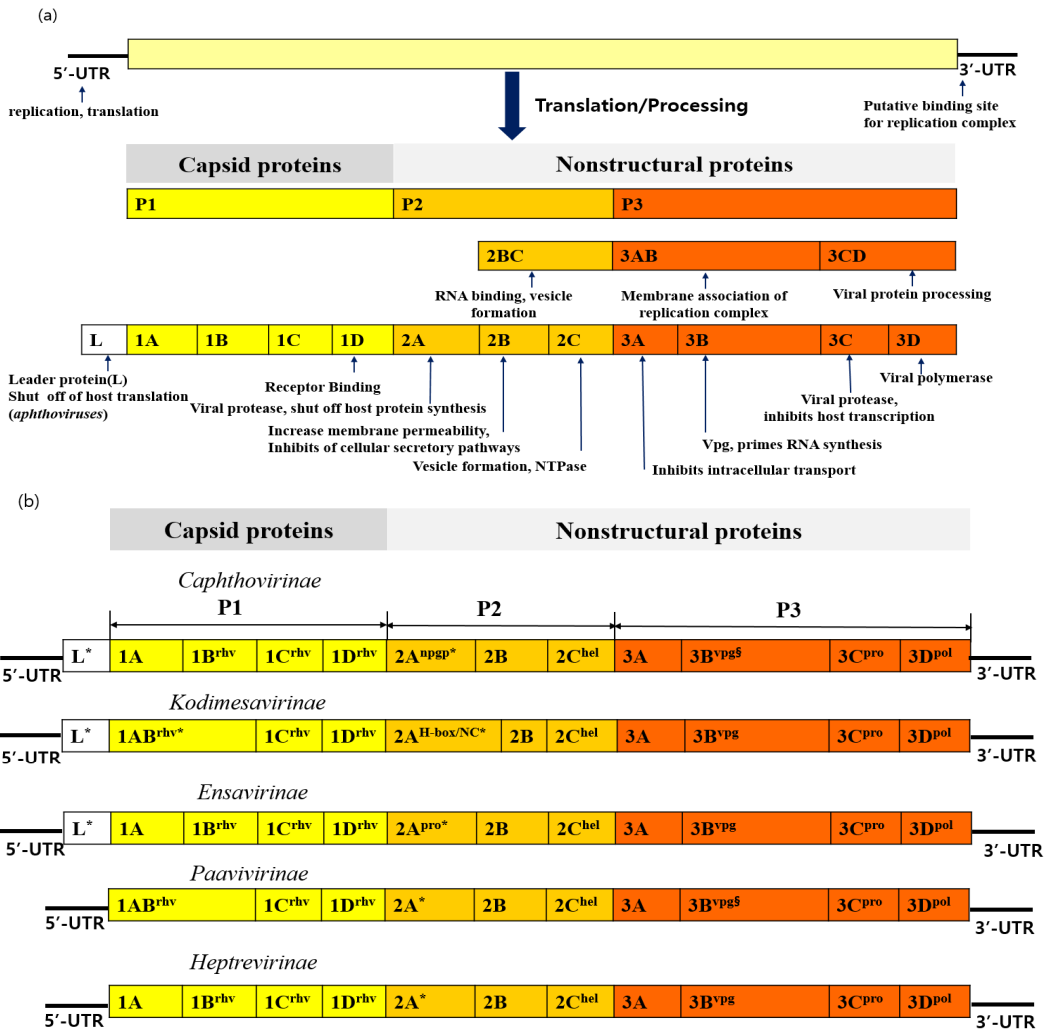 (a)
5′-UTR
3′-UTR
replication, translation
Translation/Processing
Putative binding site
for replication complex
Capsid proteins
Nonstructural proteins
P1
P2
P3
2BC
3AB
3CD
RNA binding, vesicle
formation
Membrane association of
replication complex
Viral protein processing
L
1A
1B
1C
1D
2A
2B
2C
3A
3B
3C
3D
Leader protein(L)
Shut off of host translation
(aphthoviruses)
Receptor Binding
Viral protease, shut off host protein synthesis
Increase membrane permeability,
Inhibits of cellular secretory pathways
Vesicle formation, NTPase
Inhibits intracellular transport
Vpg, primes RNA synthesis
Viral protease,
inhibits host transcription
Viral polymerase
(b)
Capsid proteins
Nonstructural proteins
Caphthovirinae
P1
P2
P3
5′-UTR
L*
1A
1Brhv
1Crhv
1Drhv
2Anpgp*
2B
2Chel
3A
3Bvpg§
3Cpro
3Dpol
3′-UTR
Kodimesavirinae
5′-UTR
L*
1ABrhv*
1Crhv
1Drhv
2AH-box/NC*
2B
2Chel
3A
3Bvpg
3Cpro
3Dpol
3′-UTR
Ensavirinae
5′-UTR
L*
1A
1Brhv
1Crhv
1Drhv
2Apro*
2B
2Chel
3A
3Bvpg
3Cpro
3Dpol
3′-UTR
Paavivirinae
5′-UTR
1ABrhv
1Crhv
1Drhv
2A*
2B
2Chel
3A
3Bvpg§
3Cpro
3Dpol
3′-UTR
Heptrevirinae
5′-UTR
1A
1Brhv
1Crhv
1Drhv
2A*
2B
2Chel
3A
3Bvpg
3Cpro
3Dpol
3′-UTR